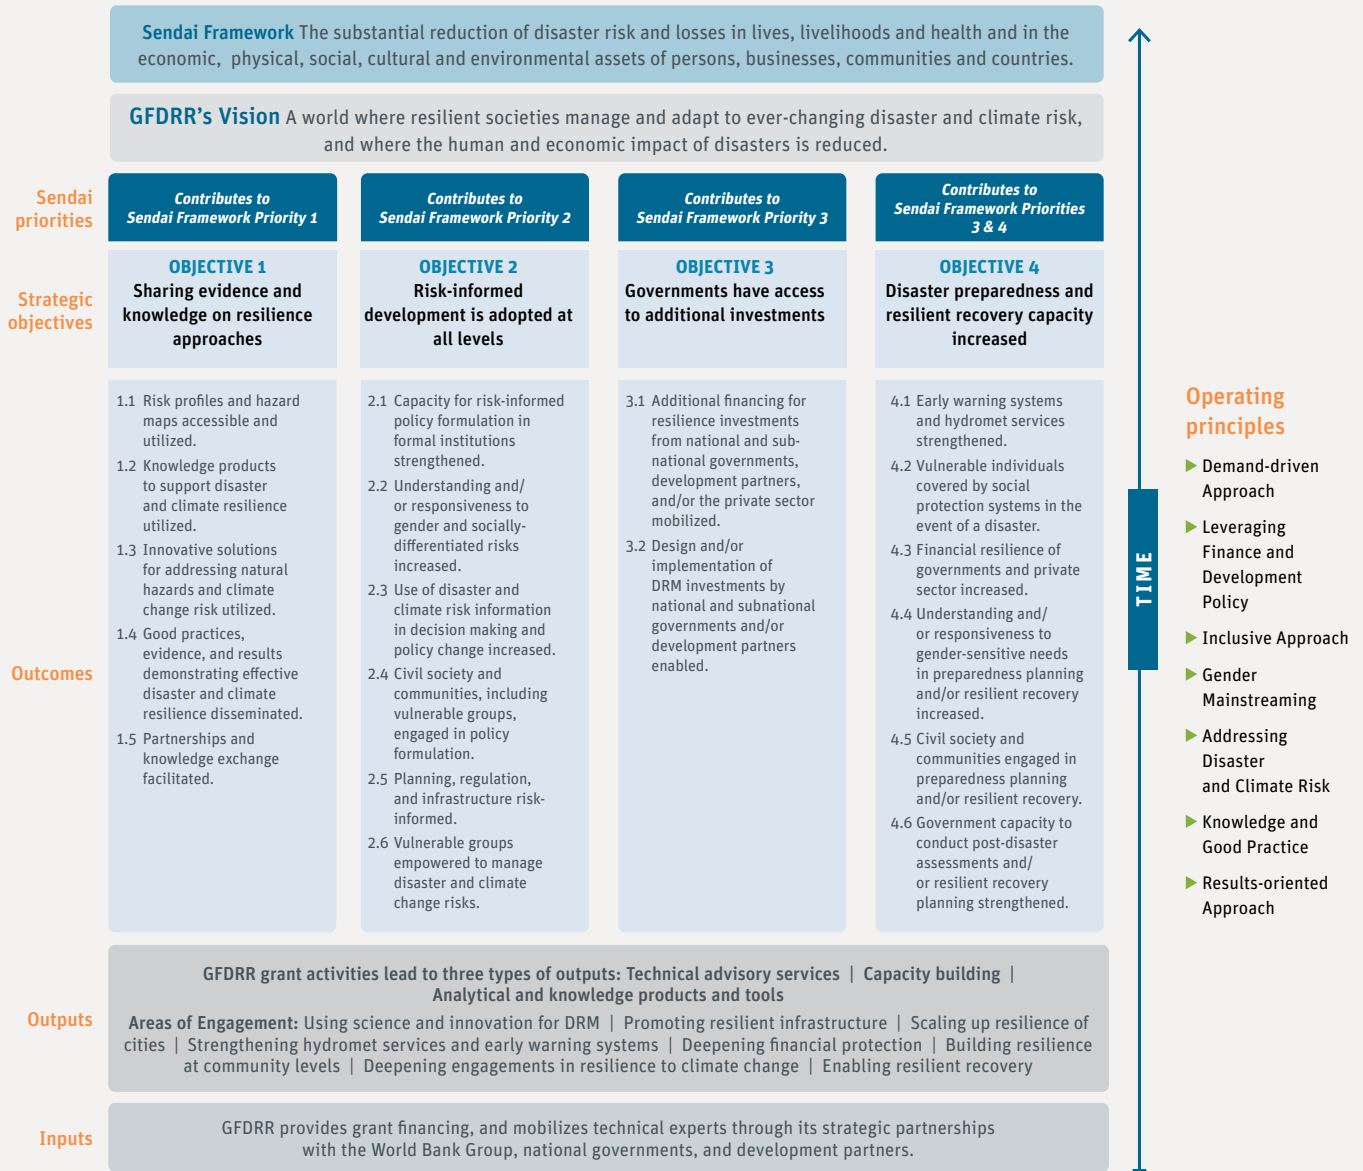 Sendai Framework The substantial reduction of disaster risk and losses in lives, livelihoods and health and in the
economic, physical, social, cultural and environmental assets of persons, businesses, communities and countries.
GFDRR's Vision A world where resilient societies manage and adapt to ever-changing disaster and climate risk,
and where the human and economic impact of disasters is reduced.
Sendai
priorities
Contributes to
Sendai Framework Priority 1
Contributes to
Sendai Framework Priority 2
Contributes to
Sendai Framework Priority 3
Contributes to
Sendai Framework Priorities
3 & 4
Strategic
objectives
OBJECTIVE 1
Sharing evidence and
knowledge on resilience
approaches
OBJECTIVE 2
Risk-informed
development is adopted at
all levels
OBJECTIVE 3
Governments have access
to additional investments
OBJECTIVE 4
Disaster preparedness and
resilient recovery capacity
increased
Outcomes
1.1 Risk profiles and hazard
maps accessible and
utilized.
1.2 Knowledge products
to support disaster
and climate resilience
utilized.
1.3 Innovative solutions
for addressing natural
hazards and climate
change risk utilized.
1.4 Good practices,
evidence, and results
demonstrating effective
disaster and climate
resilience disseminated.
1.5 Partnerships and
knowledge exchange
facilitated.
2.1 Capacity for risk-informed
policy formulation in
formal institutions
strengthened.
2.2 Understanding and/
or responsiveness to
gender and socially-
differentiated risks
increased.
2.3 Use of disaster and
climate risk information
in decision making and
policy change increased.
2.4 Civil society and
communities, including
vulnerable groups,
engaged in policy
formulation.
2.5 Planning, regulation,
and infrastructure risk-
informed.
2.6 Vulnerable groups
empowered to manage
disaster and climate
change risks.
3.1 Additional financing for
resilience investments
from national and sub-
national governments,
development partners,
and/or the private sector
mobilized.
3.2 Design and/or
implementation of
DRM investments by
national and subnational
governments and/or
development partners
enabled.
4.1 Early warning systems
and hydromet services
strengthened.
4.2 Vulnerable individuals
covered by social
protection systems in the
event of a disaster.
4.3 Financial resilience of
governments and private
sector increased.
4.4 Understanding and/
or responsiveness to
gender-sensitive needs
in preparedness planning
and/or resilient recovery
increased.
4.5 Civil society and
communities engaged in
preparedness planning
and/or resilient recovery.
4.6 Government capacity to
conduct post-disaster
assessments and/
or resilient recovery
planning strengthened.
TIME
Operating
principles
Demand-driven
Approach
Leveraging
Finance and
Development
Policy
Inclusive Approach
Gender
Mainstreaming
Addressing
Disaster
and Climate Risk
Knowledge and
Good Practice
Results-oriented
Approach
Outputs
GFDRR grant activities lead to three types of outputs: Technical advisory services | Capacity building |
Analytical and knowledge products and tools
Areas of Engagement: Using science and innovation for DRM | Promoting resilient infrastructure | Scaling up resilience of
cities | Strengthening hydromet services and early warning systems | Deepening financial protection | Building resilience
at community levels | Deepening engagements in resilience to climate change | Enabling resilient recovery
Inputs
GFDRR provides grant financing, and mobilizes technical experts through its strategic partnerships
with the World Bank Group, national governments, and development partners.